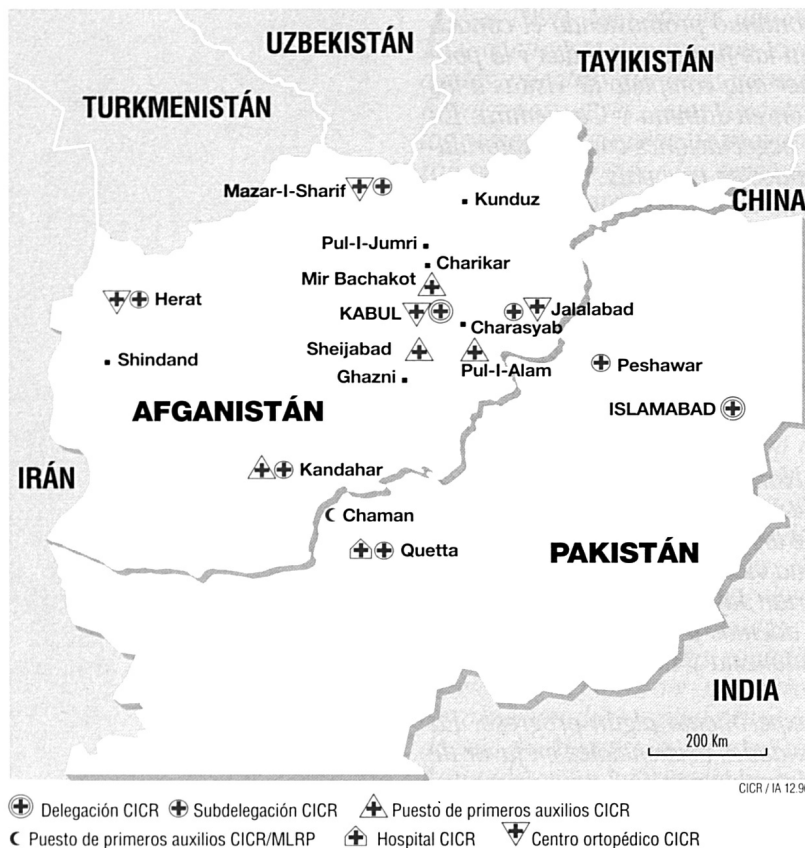 UZBEKISTÁN
TAYIKISTÁN
TURKMENISTÁN
CHINA
Mazar-I-Sharif
Kunduz
Pul-I-Jumri
Charikar
Mir Bachakot
Herat
KABUL
Jalalabad
Charasyab
Shindand
Sheijabad
Pul-I-Alam
Peshawar
Ghazni
ISLAMABAD
AFGANISTÁN
IRÁN
Kandahar
Chaman
Quetta
PAKISTÁN
INDIA
200 Km
CICR / IA 12.9
Delegación CICR Subdelegación CICR Puesto de primeros auxilios CICR
Puesto de primeros auxilios CICR/MLRP Hospital CICR Centro ortopédico CICR